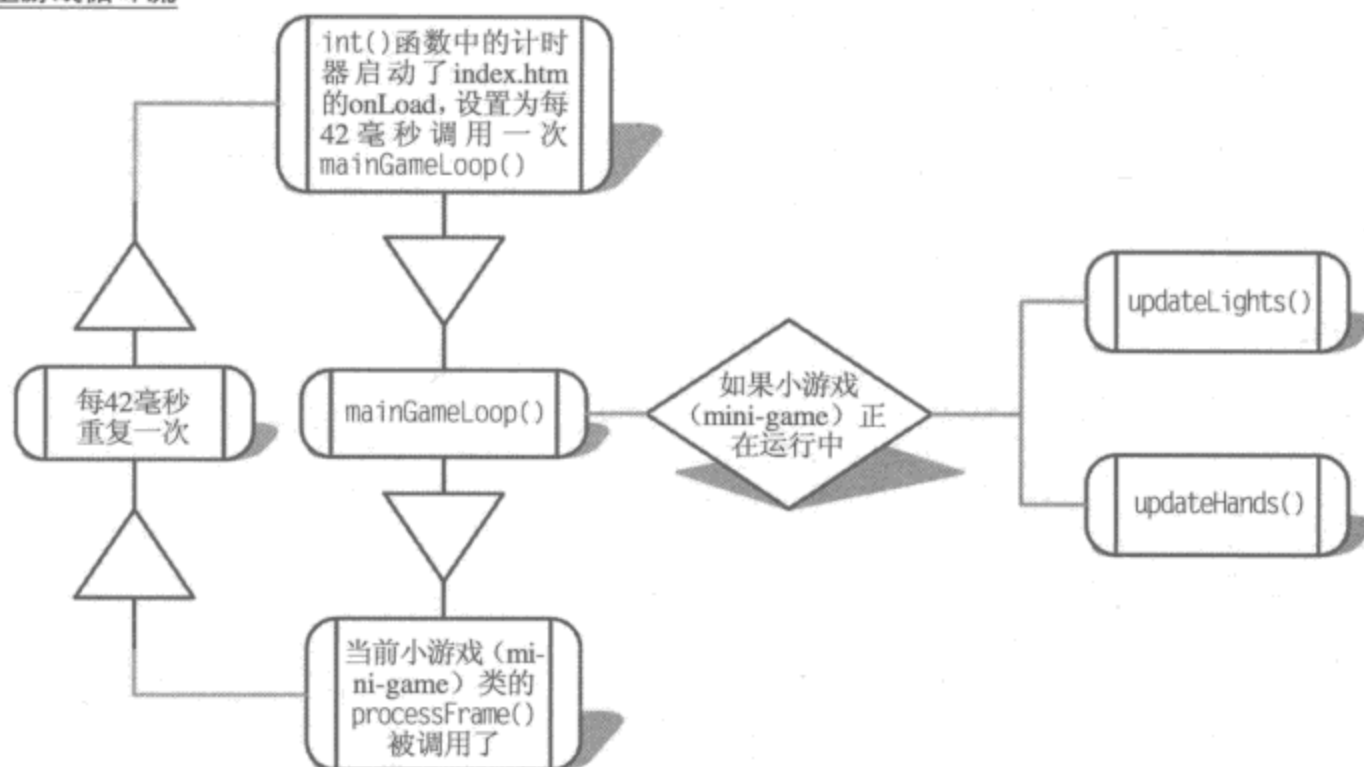 int()函数中的计时
器启动了index.htm
的onLoad，设置为每
42毫秒调用一次
mainGameLoop()
每42毫秒
重复一次
mainGameLoop()
如果小游戏
（mini-game）正
在运行中
updateLights()
updateHands()
当前小游戏（mi-
ni-game）类的
processFrame()
被调用了